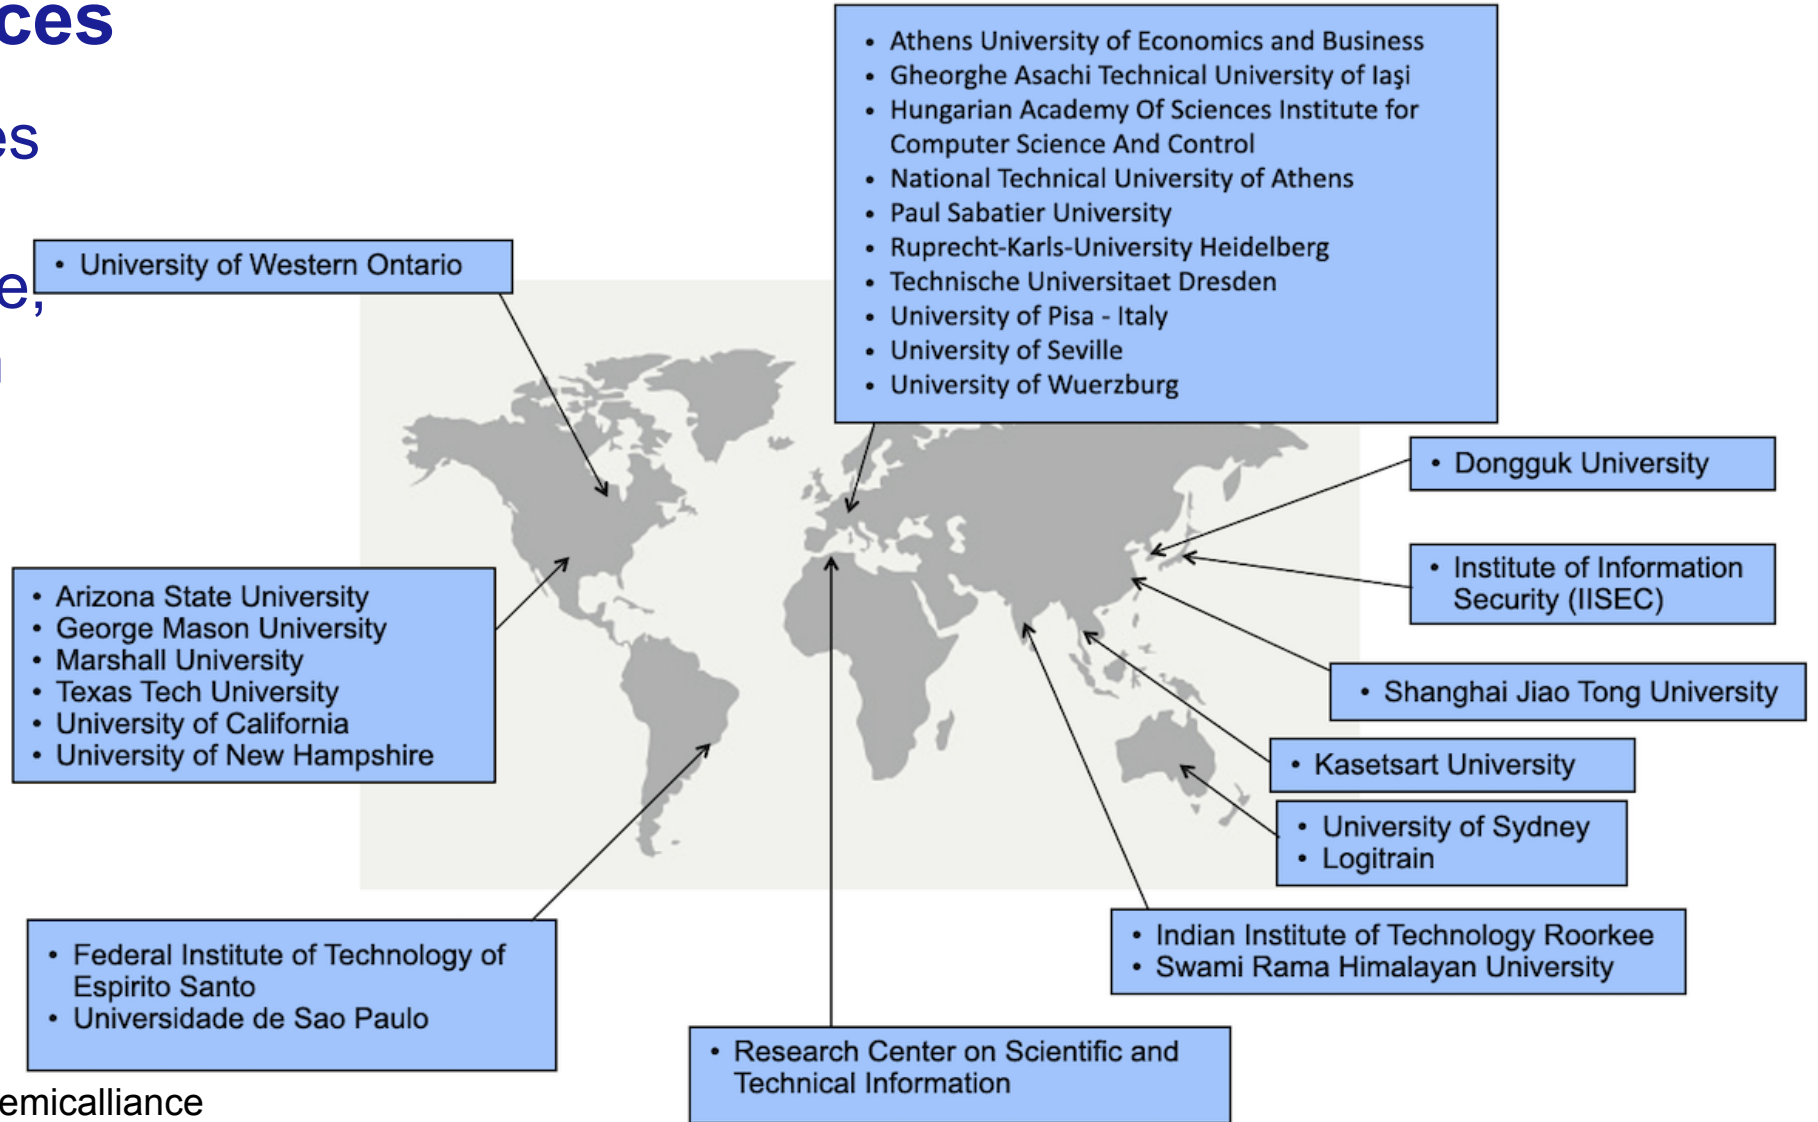 ces
es
e,
• Athens University of Economics and Business
• Gheorghe Asachi Technical University of Iaşi
• Hungarian Academy Of Sciences Institute for
Computer Science And Control
• National Technical University of Athens
• Paul Sabatier University
• Ruprecht-Karls-University Heidelberg
• Technische Universitaet Dresden
• University of Pisa - Italy
• University of Seville
• University of Wuerzburg
• University of Western Ontario
• Dongguk University
• Institute of Information
Security (IISEC)
• Arizona State University
• George Mason University
• Marshall University
• Texas Tech University
• University of California
• University of New Hampshire
• Shanghai Jiao Tong University
• Kasetsart University
• University of Sydney
• Logitrain
• Indian Institute of Technology Roorkee
• Swami Rama Himalayan University
• Federal Institute of Technology of
Espirito Santo
• Universidade de Sao Paulo
• Research Center on Scientific and
Technical Information
emicalliance